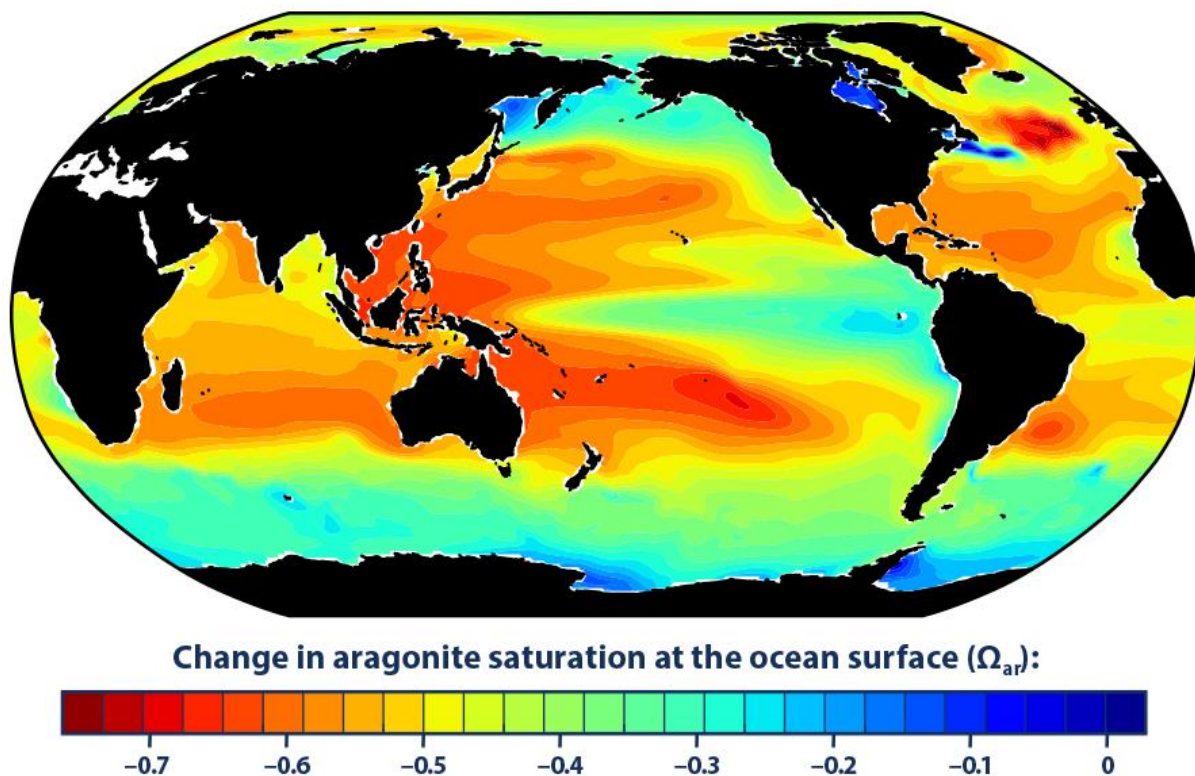 Change in aragonite saturation at the ocean surface (Ωar):
–0.7 –0.6 –0.5 –0.4 –0.3 –0.2 –0.1 0